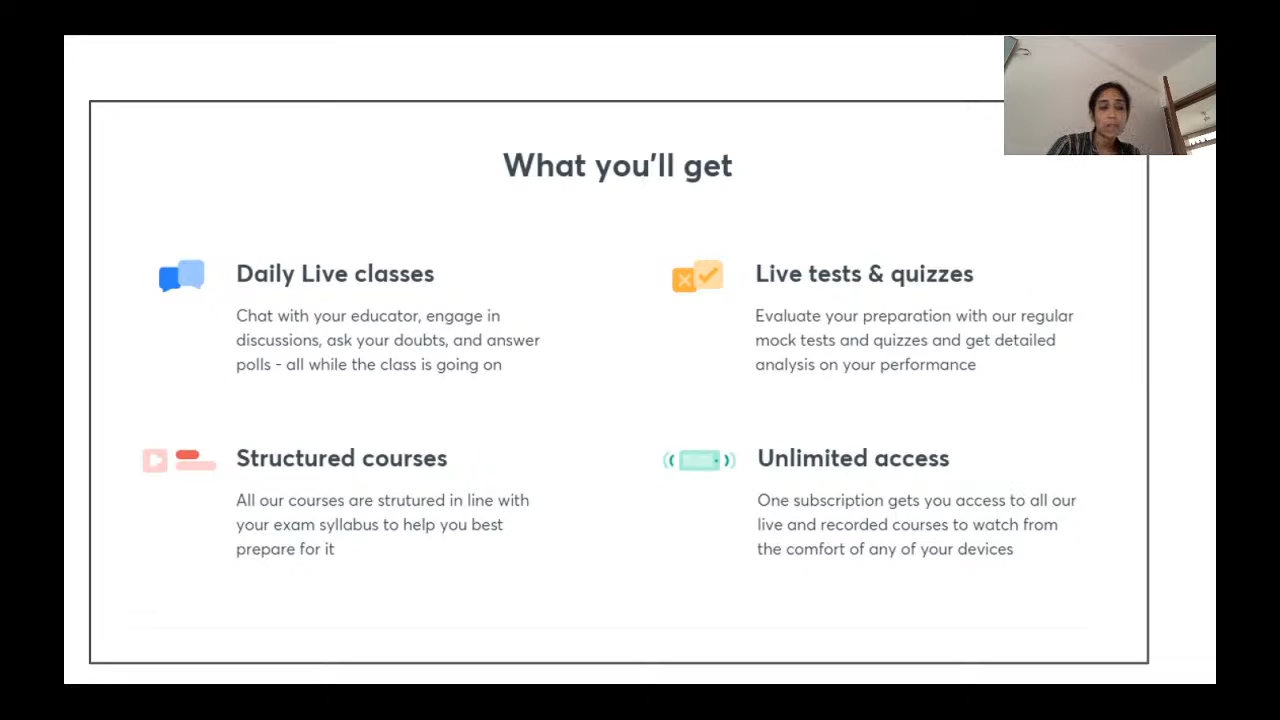 What you'll get
Daily Live classes
Chat with your educator, engage in
discussions, ask your doubts, and answer
polls - all while the class is going on
Live tests & quizzes
Evaluate your preparation with our regular
mock tests and quizzes and get detailed
analysis on your performance
Structured courses
All our courses are strutured in line with
your exam syllabus to help you best
prepare for it
Unlimited access
One subscription gets you access to all our
live and recorded courses to watch from
the comfort of any of your devices